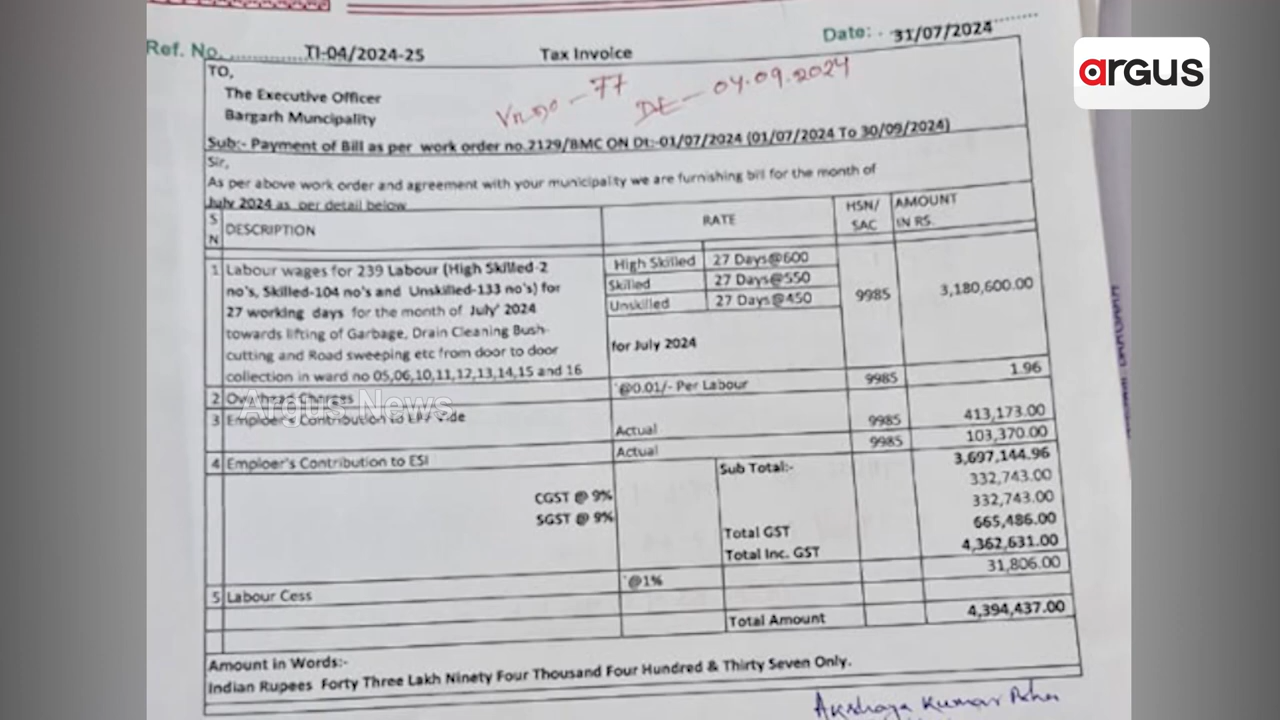 argus
Ref. No. TI-04/2024-25 Tax Invoice Date: 31/07/2024
TO,
The Executive Officer
Bargarh Muncipality
Vr. no - 77 DE - 04.09.2024
Sub:- Payment of Bill as per work order no.2129/BMC ON Dt:-01/07/2024 (01/07/2024 To 30/09/2024)
Sir,
As per above work order and agreement with your municipality we are furnishing bill for the month of
July 2024 as per detail below
S N DESCRIPTION RATE HSN/ SAC AMOUNT IN RS.
1 Labour wages for 239 Labour (High Skilled-2 High Skilled 27 Days@600
no's, Skilled-104 no's and Unskilled-133 no's) for Skilled 27 Days@550
27 working days for the month of July' 2024 Unskilled 27 Days@450 9985 3,180,600.00
towards lifting of Garbage, Drain Cleaning Bush-
cutting and Road sweeping etc from door to door for July 2024
collection in ward no 05,06,10,11,12,13,14,15 and 16
2 Overhead Charges `@0.01/- Per Labour 9985 1.96
Argus News
3 Emploer's Contribution to EPF Vide Actual 9985 413,173.00
4 Emploer's Contribution to ESI Actual 9985 103,370.00
Sub Total:- 3,697,144.96
CGST @ 9% 332,743.00
SGST @ 9% 332,743.00
Total GST 665,486.00
Total Inc. GST 4,362,631.00
5 Labour Cess `@1% 31,806.00
Total Amount 4,394,437.00
Amount in Words:-
Indian Rupees Forty Three Lakh Ninety Four Thousand Four Hundred & Thirty Seven Only.
Akshaya Kumar